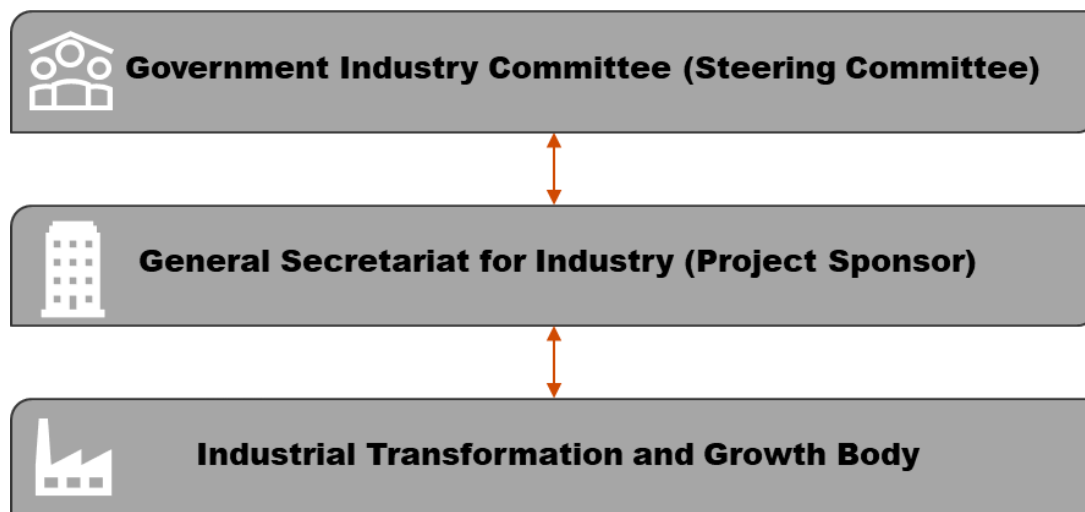 Government Industry Committee (Steering Committee)
General Secretariat for Industry (Project Sponsor)
Industrial Transformation and Growth Body